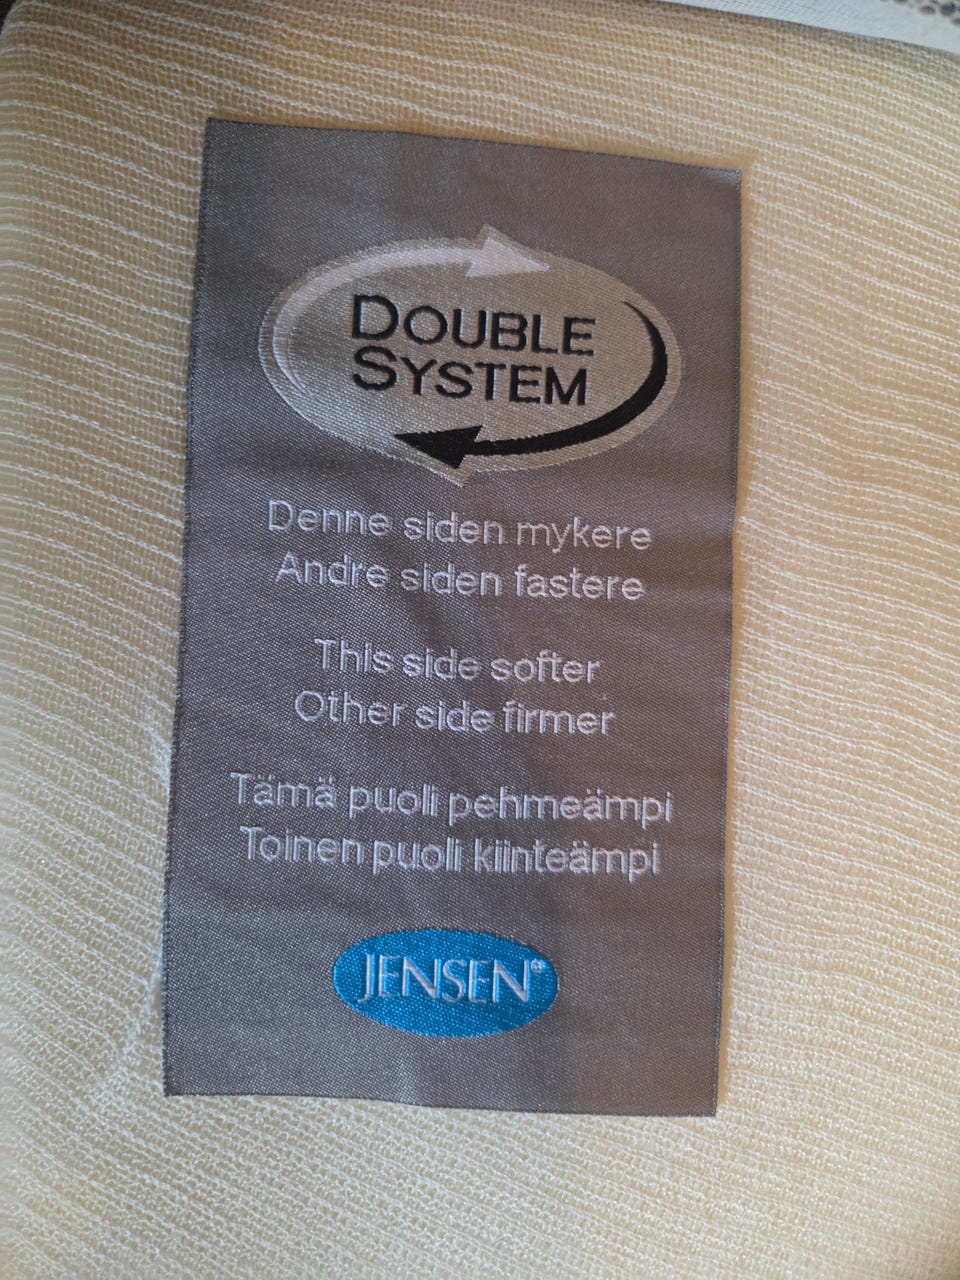 DOUBLE
SYSTEM
Denne siden mykere
Andre siden fastere
This side softer
Other side firmer
Tämä puoli pehmeämpi
Toinen puoli kiinteämpi
JENSEN®